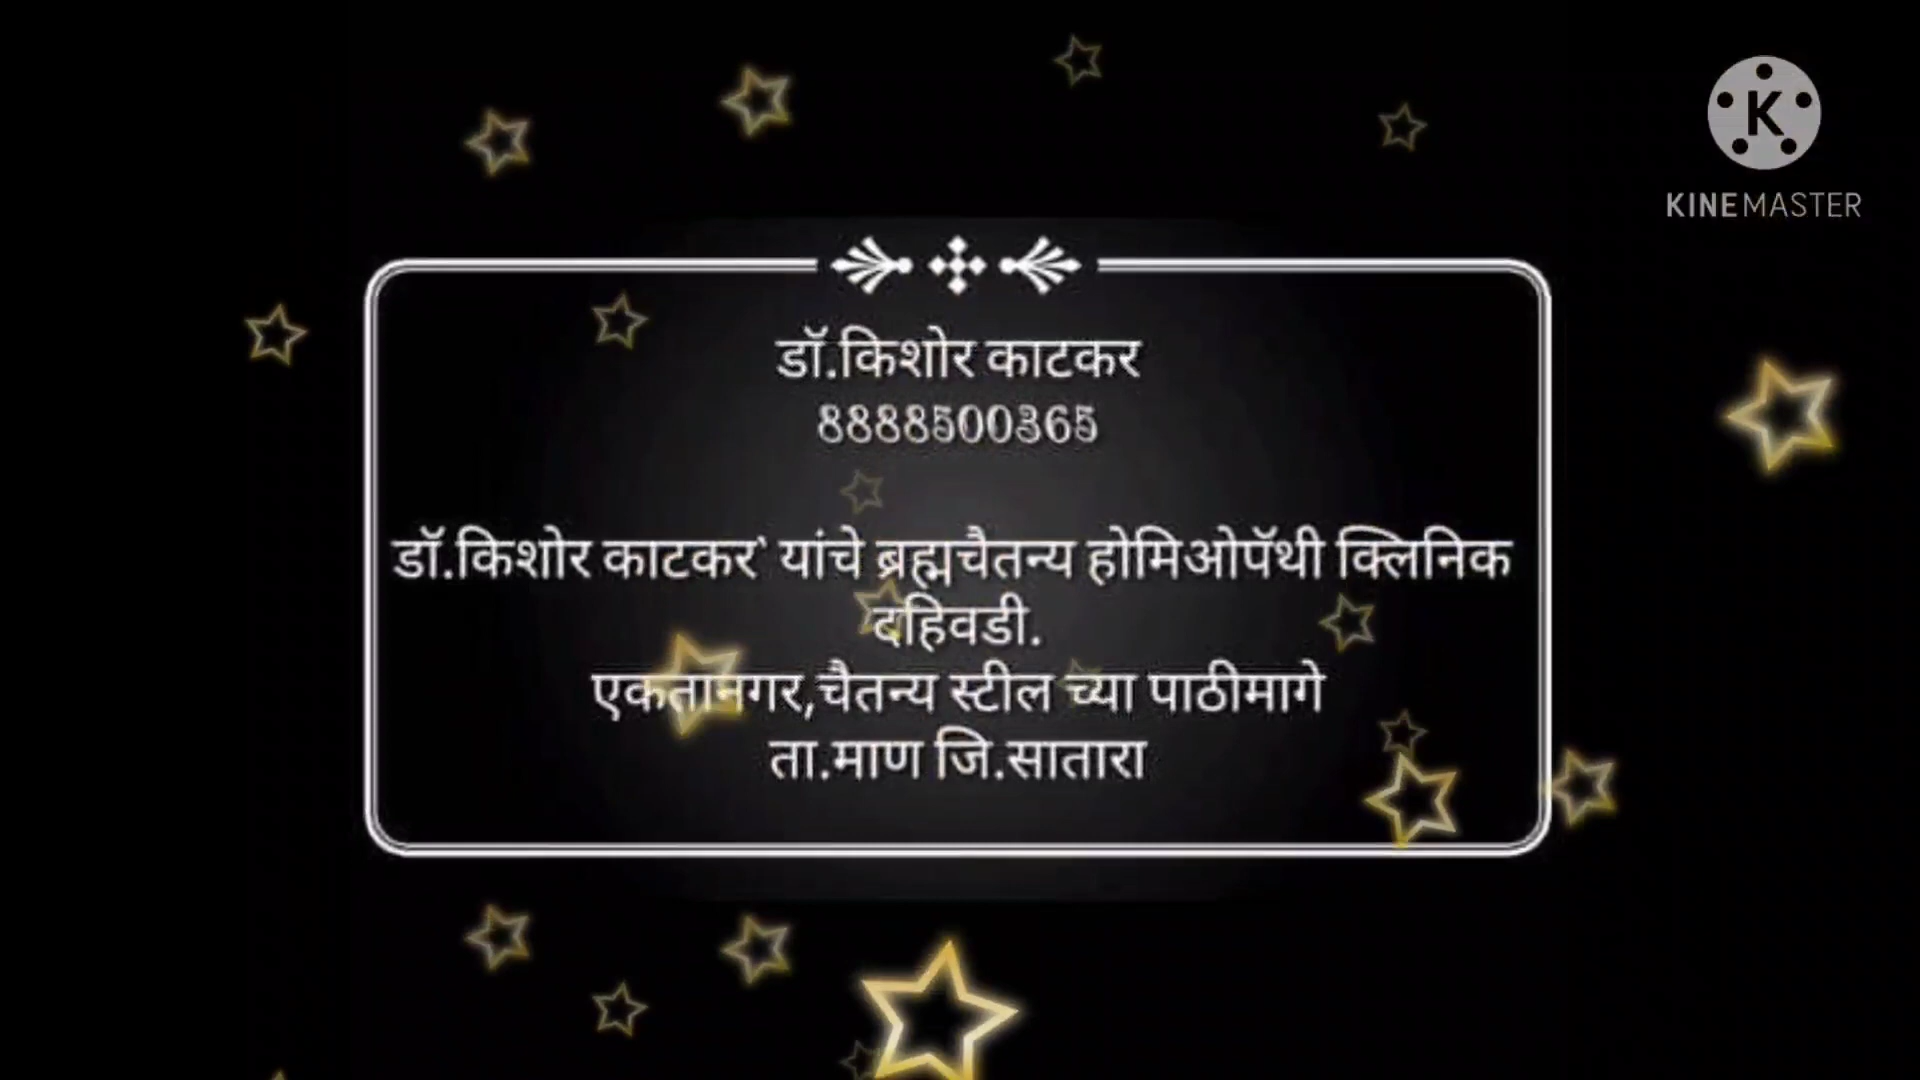 KINEMASTER
डॉ.किशोर काटकर
8888500365
डॉ.किशोर काटकर` यांचे ब्रह्मचैतन्य होमिओपॅथी क्लिनिक
दहिवडी.
एकतानगर,चैतन्य स्टील च्या पाठीमागे
ता.माण जि.सातारा